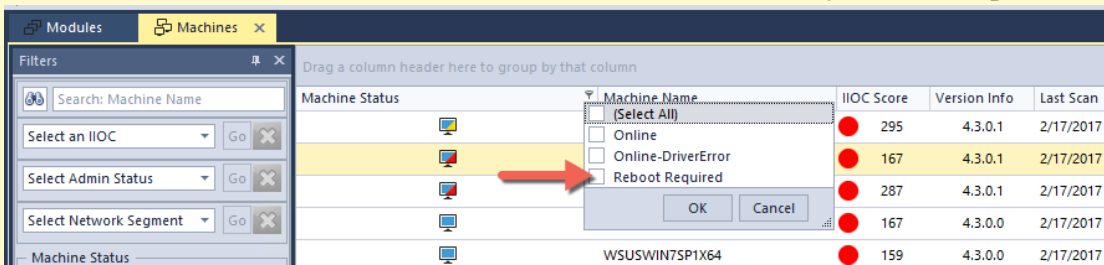 Modules Machines
Filters
Drag a column header here to group by that column
Search: Machine Name
Machine Status Machine Name IIOC Score Version Info Last Scan
(Select All)
Online
Online-DriverError
Reboot Required
OK Cancel
Select an IIOC Go
Select Admin Status Go
Select Network Segment Go
Machine Status
295 4.3.0.1 2/17/2017
167 4.3.0.1 2/17/2017
287 4.3.0.1 2/17/2017
167 4.3.0.0 2/17/2017
WSUSWIN7SP1X64 159 4.3.0.0 2/17/2017